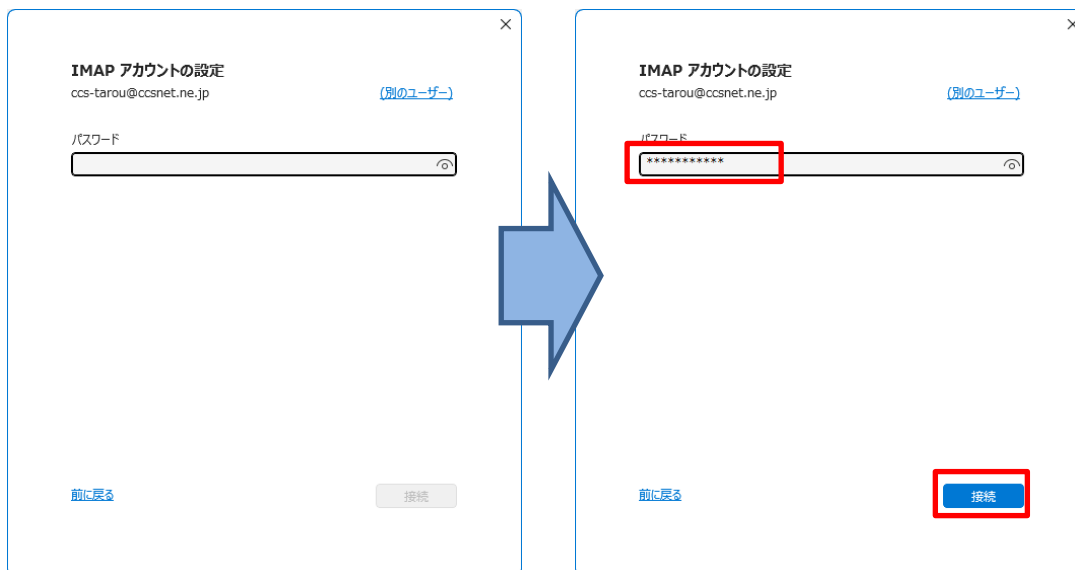 IMAP アカウントの設定
ccs-tarou@ccsnet.ne.jp
(別のユーザー)
パスワード
前に戻る
接続
IMAP アカウントの設定
ccs-tarou@ccsnet.ne.jp
(別のユーザー)
パスワード
***********
前に戻る
接続